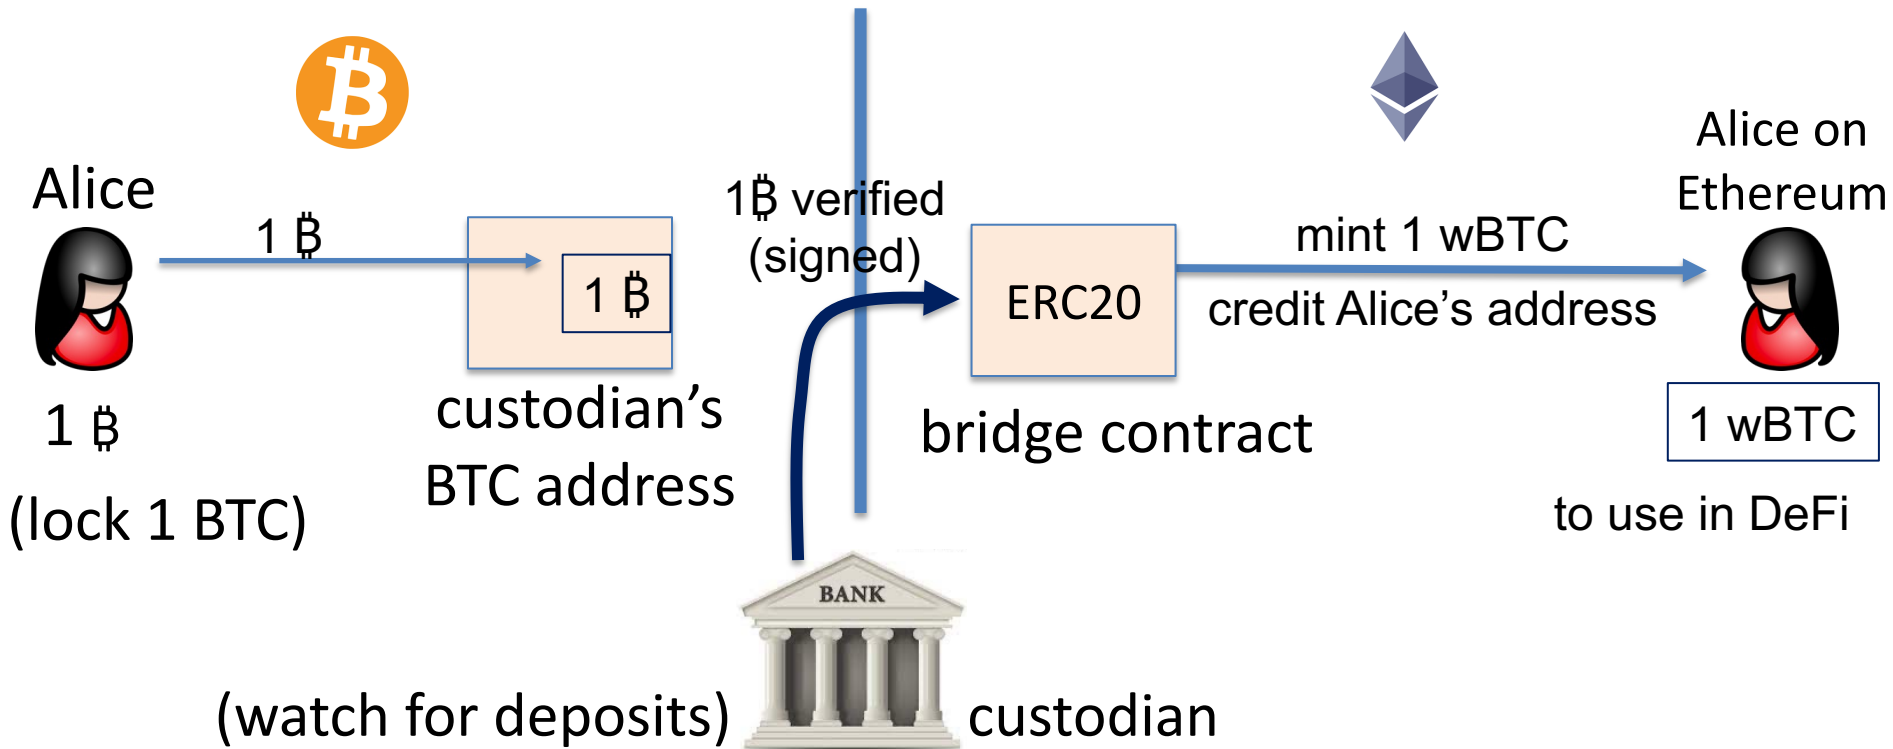 Alice
1 ₿
1 ₿
1 ₿
(lock 1 BTC)
custodian's
BTC address
1₿ verified
(signed)
ERC20
bridge contract
mint 1 wBTC
credit Alice's address
Alice on
Ethereum
1 wBTC
to use in DeFi
BANK
(watch for deposits)
custodian